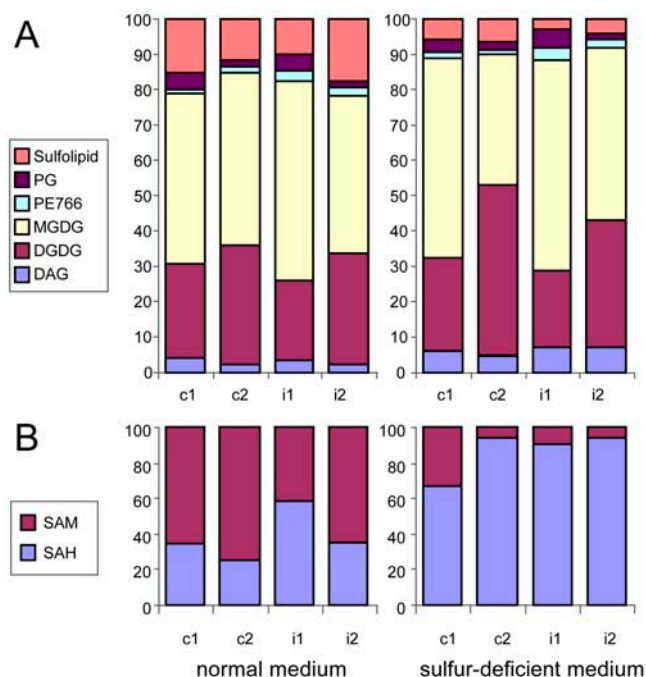 A
100
90
80
70
60
50
40
30
20
10
0
c1 c2 i1 i2
100
90
80
70
60
50
40
30
20
10
0
c1 c2 i1 i2
Sulfolipid
PG
PE766
MGDG
DGDG
DAG
B
100
80
60
40
20
0
c1 c2 i1 i2
normal medium
100
80
60
40
20
0
c1 c2 i1 i2
sulfur-deficient medium
SAM
SAH